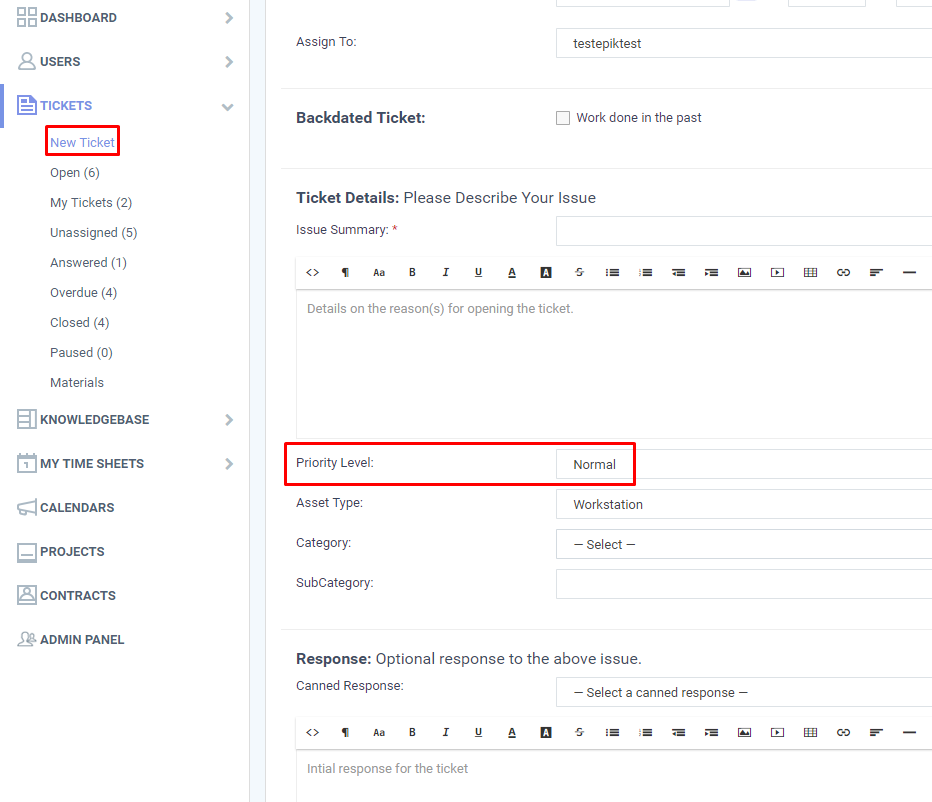 DASHBOARD
USERS
TICKETS
New Ticket
Open (6)
My Tickets (2)
Unassigned (5)
Answered (1)
Overdue (4)
Closed (4)
Paused (0)
Materials
KNOWLEDGEBASE
1 MY TIME SHEETS
CALENDARS
PROJECTS
CONTRACTS
ADMIN PANEL
Assign To: testepiktest
Backdated Ticket: Work done in the past
Ticket Details: Please Describe Your Issue
Issue Summary: *
<> ¶ Aa B I U A A S
Details on the reason(s) for opening the ticket.
Priority Level: Normal
Asset Type: Workstation
Category: — Select —
SubCategory:
Response: Optional response to the above issue.
Canned Response: — Select a canned response —
<> ¶ Aa B I U A A S
Intial response for the ticket